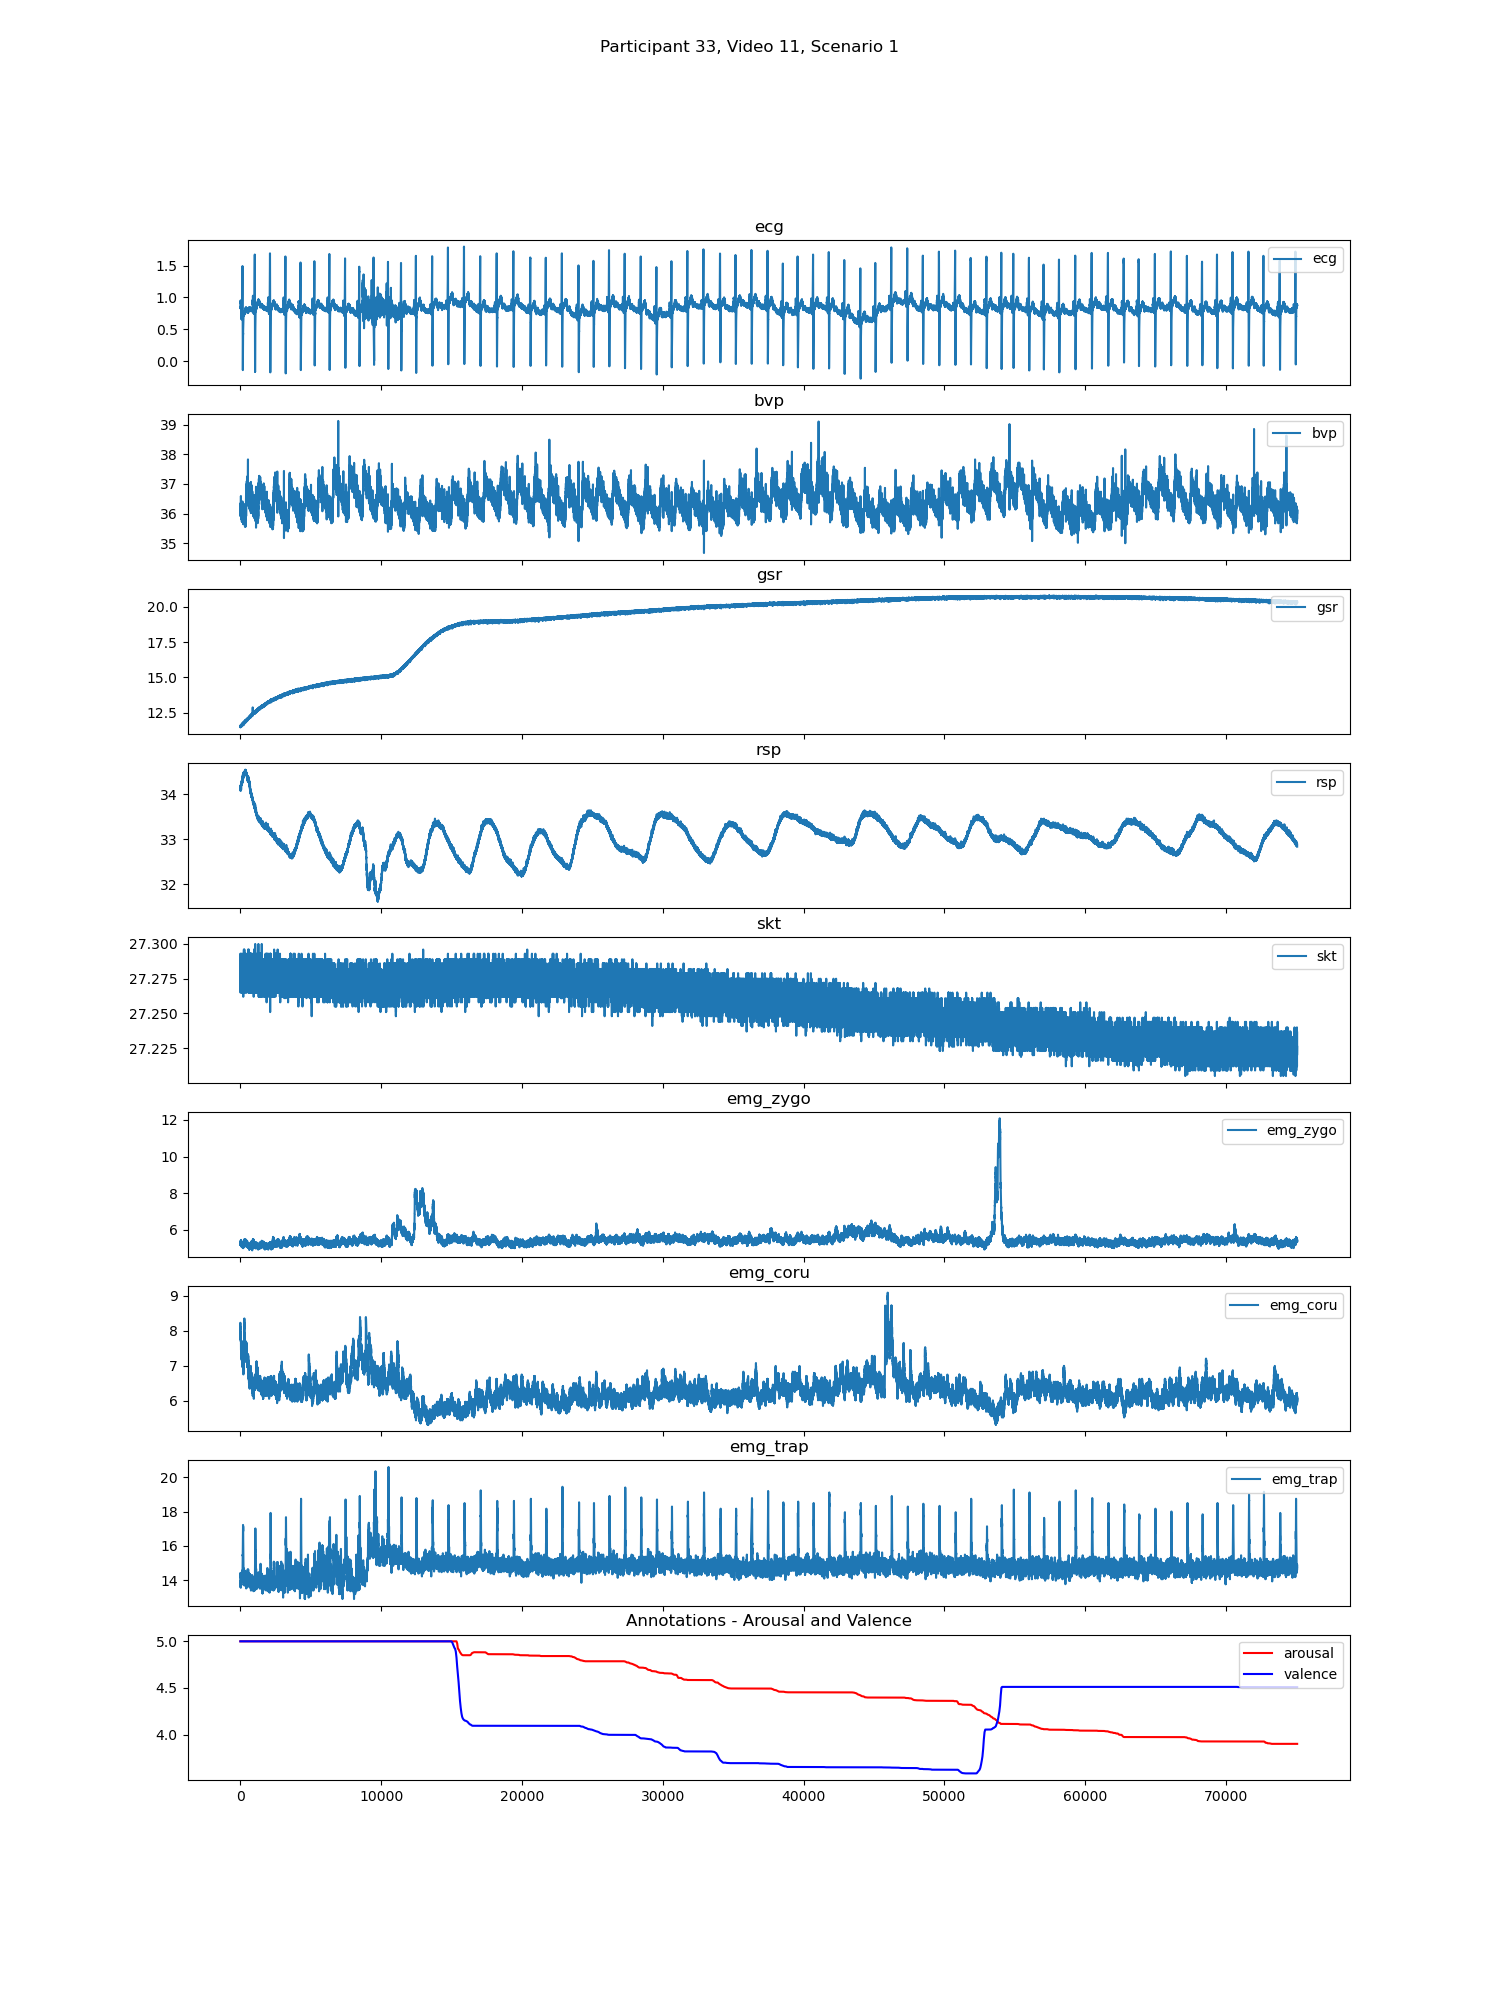 Participant 33, Video 11, Scenario 1
ecg
1.5
1.0
0.5
0.0
ecg
bvp
39
38
37
36
35
bvp
gsr
20.0
17.5
15.0
12.5
gsr
rsp
34
33
32
rsp
skt
27.300
27.275
27.250
27.225
skt
emg_zygo
12
10
8
6
emg_zygo
emg_coru
9
8
7
6
emg_coru
emg_trap
20
18
16
14
emg_trap
Annotations - Arousal and Valence
5.0
4.5
4.0
arousal
valence
0 10000 20000 30000 40000 50000 60000 70000